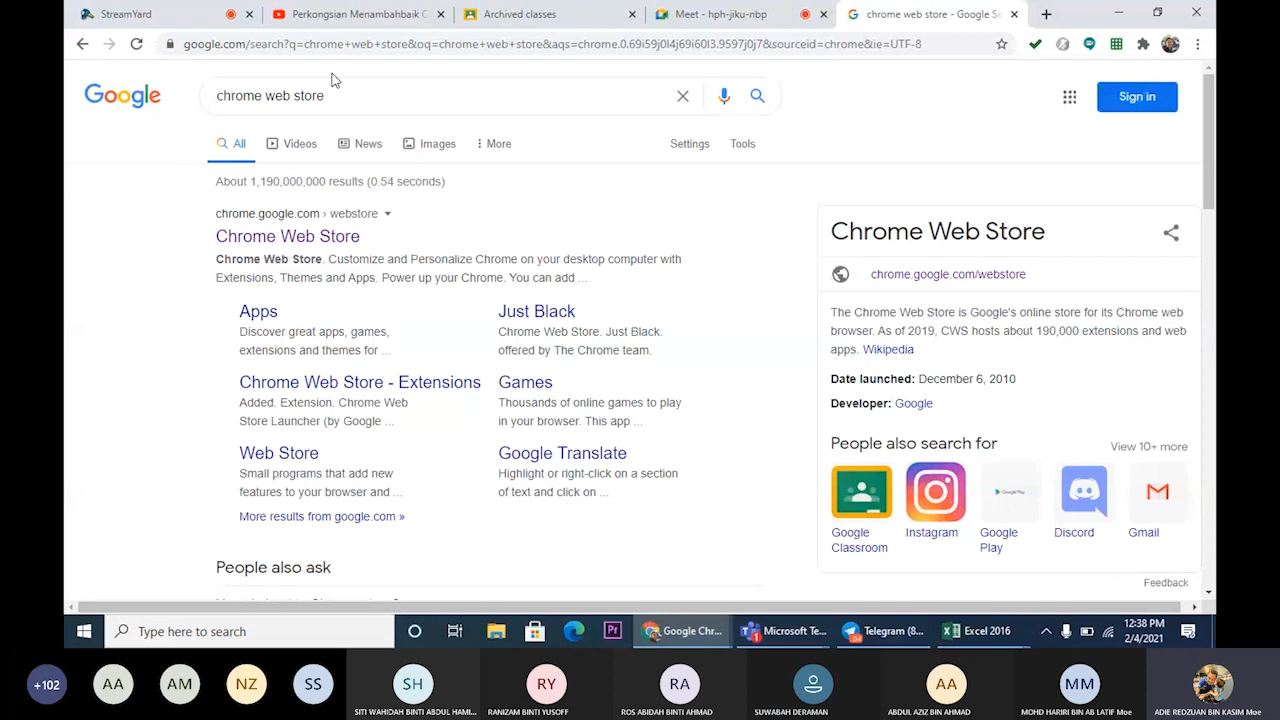 StreamYard
Perkongsian Menambahbaik C
Archived classes
Meet - hph-jiku-nbp
chrome web store - Google Se
google.com/search?q=chrome+web+store&oq=chrome+web+store&aqs=chrome.0.69i59j0l4j69i60l3.9597j0j7&sourceid=chrome&ie=UTF-8
Google
chrome web store
Sign in
All
Videos
News
Images
More
Settings
Tools
About 1,190,000,000 results (0.54 seconds)
chrome.google.com › webstore
Chrome Web Store
Chrome Web Store. Customize and Personalize Chrome on your desktop computer with
Extensions, Themes and Apps. Power up your Chrome. You can add ...
Apps
Discover great apps, games,
extensions and themes for ...
Just Black
Chrome Web Store. Just Black.
offered by The Chrome team.
Chrome Web Store - Extensions
Added. Extension. Chrome Web
Store Launcher (by Google ...
Games
Thousands of online games to play
in your browser. This app ...
Web Store
Small programs that add new
features to your browser and ...
Google Translate
Highlight or right-click on a section
of text and click on ...
More results from google.com »
People also ask
Chrome Web Store
chrome.google.com/webstore
The Chrome Web Store is Google's online store for its Chrome web
browser. As of 2019, CWS hosts about 190,000 extensions and web
apps. Wikipedia
Date launched: December 6, 2010
Developer: Google
People also search for
View 10+ more
Google Classroom
Instagram
Google Play
Discord
Gmail
Feedback
Type here to search
Pr
Google Chr...
Microsoft Te...
Telegram (8...
Excel 2016
12:38 PM
2/4/2021
+102
AA
AM
NZ
SS
SH
SITI WAHIDAH BINTI ABDUL HAMI...
RY
RANIZAM BINTI YUSOFF
RA
ROS ABIDAH BINTI AHMAD
SUWABAH DERAMAN
AA
ABDUL AZIZ BIN AHMAD
MM
MOHD HARIRI BIN AB LATIF Moe
ADIE REDZUAN BIN KASIM Moe